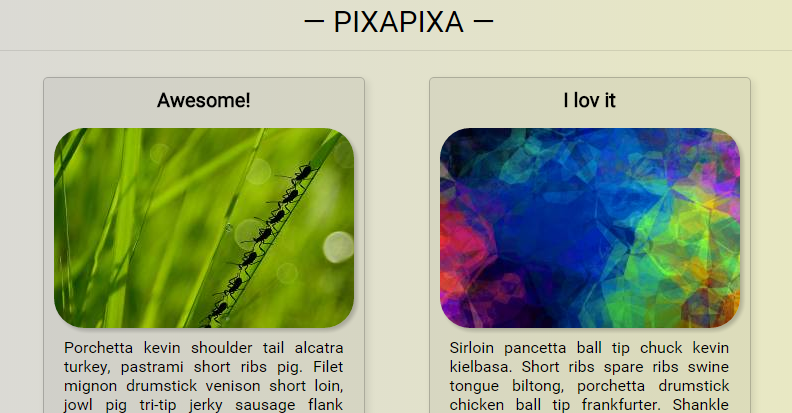 — PIXAPIXA —
Awesome!
Porchetta kevin shoulder tail alcatra
turkey, pastrami short ribs pig. Filet
mignon drumstick venison short loin,
jowl pig tri-tip jerky sausage flank
I lov it
Sirloin pancetta ball tip chuck kevin
kielbasa. Short ribs spare ribs swine
tongue biltong, porchetta drumstick
chicken ball tip frankfurter. Shankle